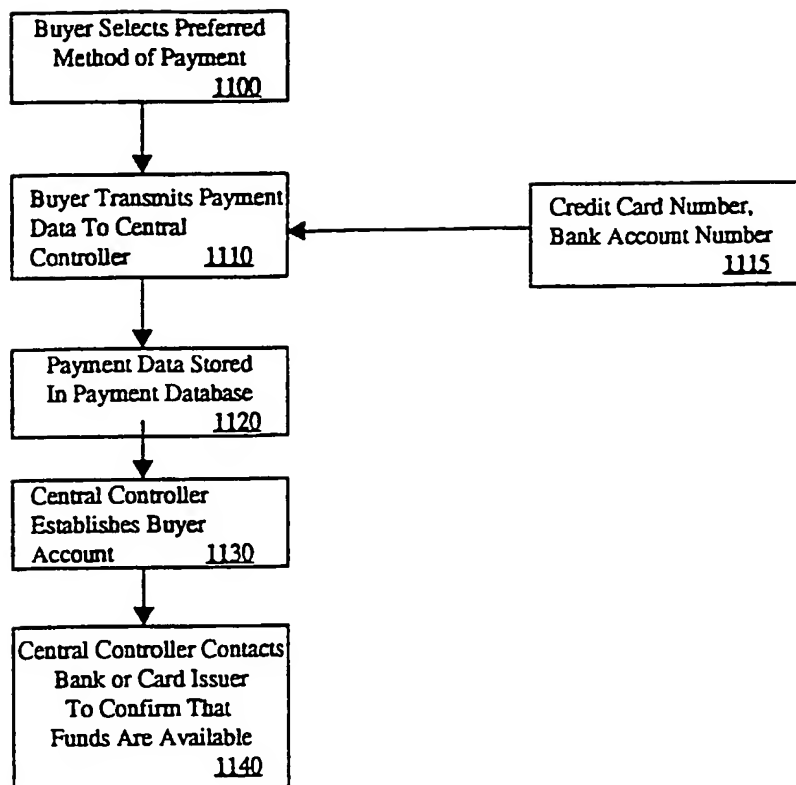 Buyer Selects Preferred
Method of Payment
1100
Buyer Transmits Payment
Data To Central
Controller 1110
Credit Card Number,
Bank Account Number
1115
Payment Data Stored
In Payment Database
1120
Central Controller
Establishes Buyer
Account 1130
Central Controller Contacts
Bank or Card Issuer
To Confirm That
Funds Are Available
1140